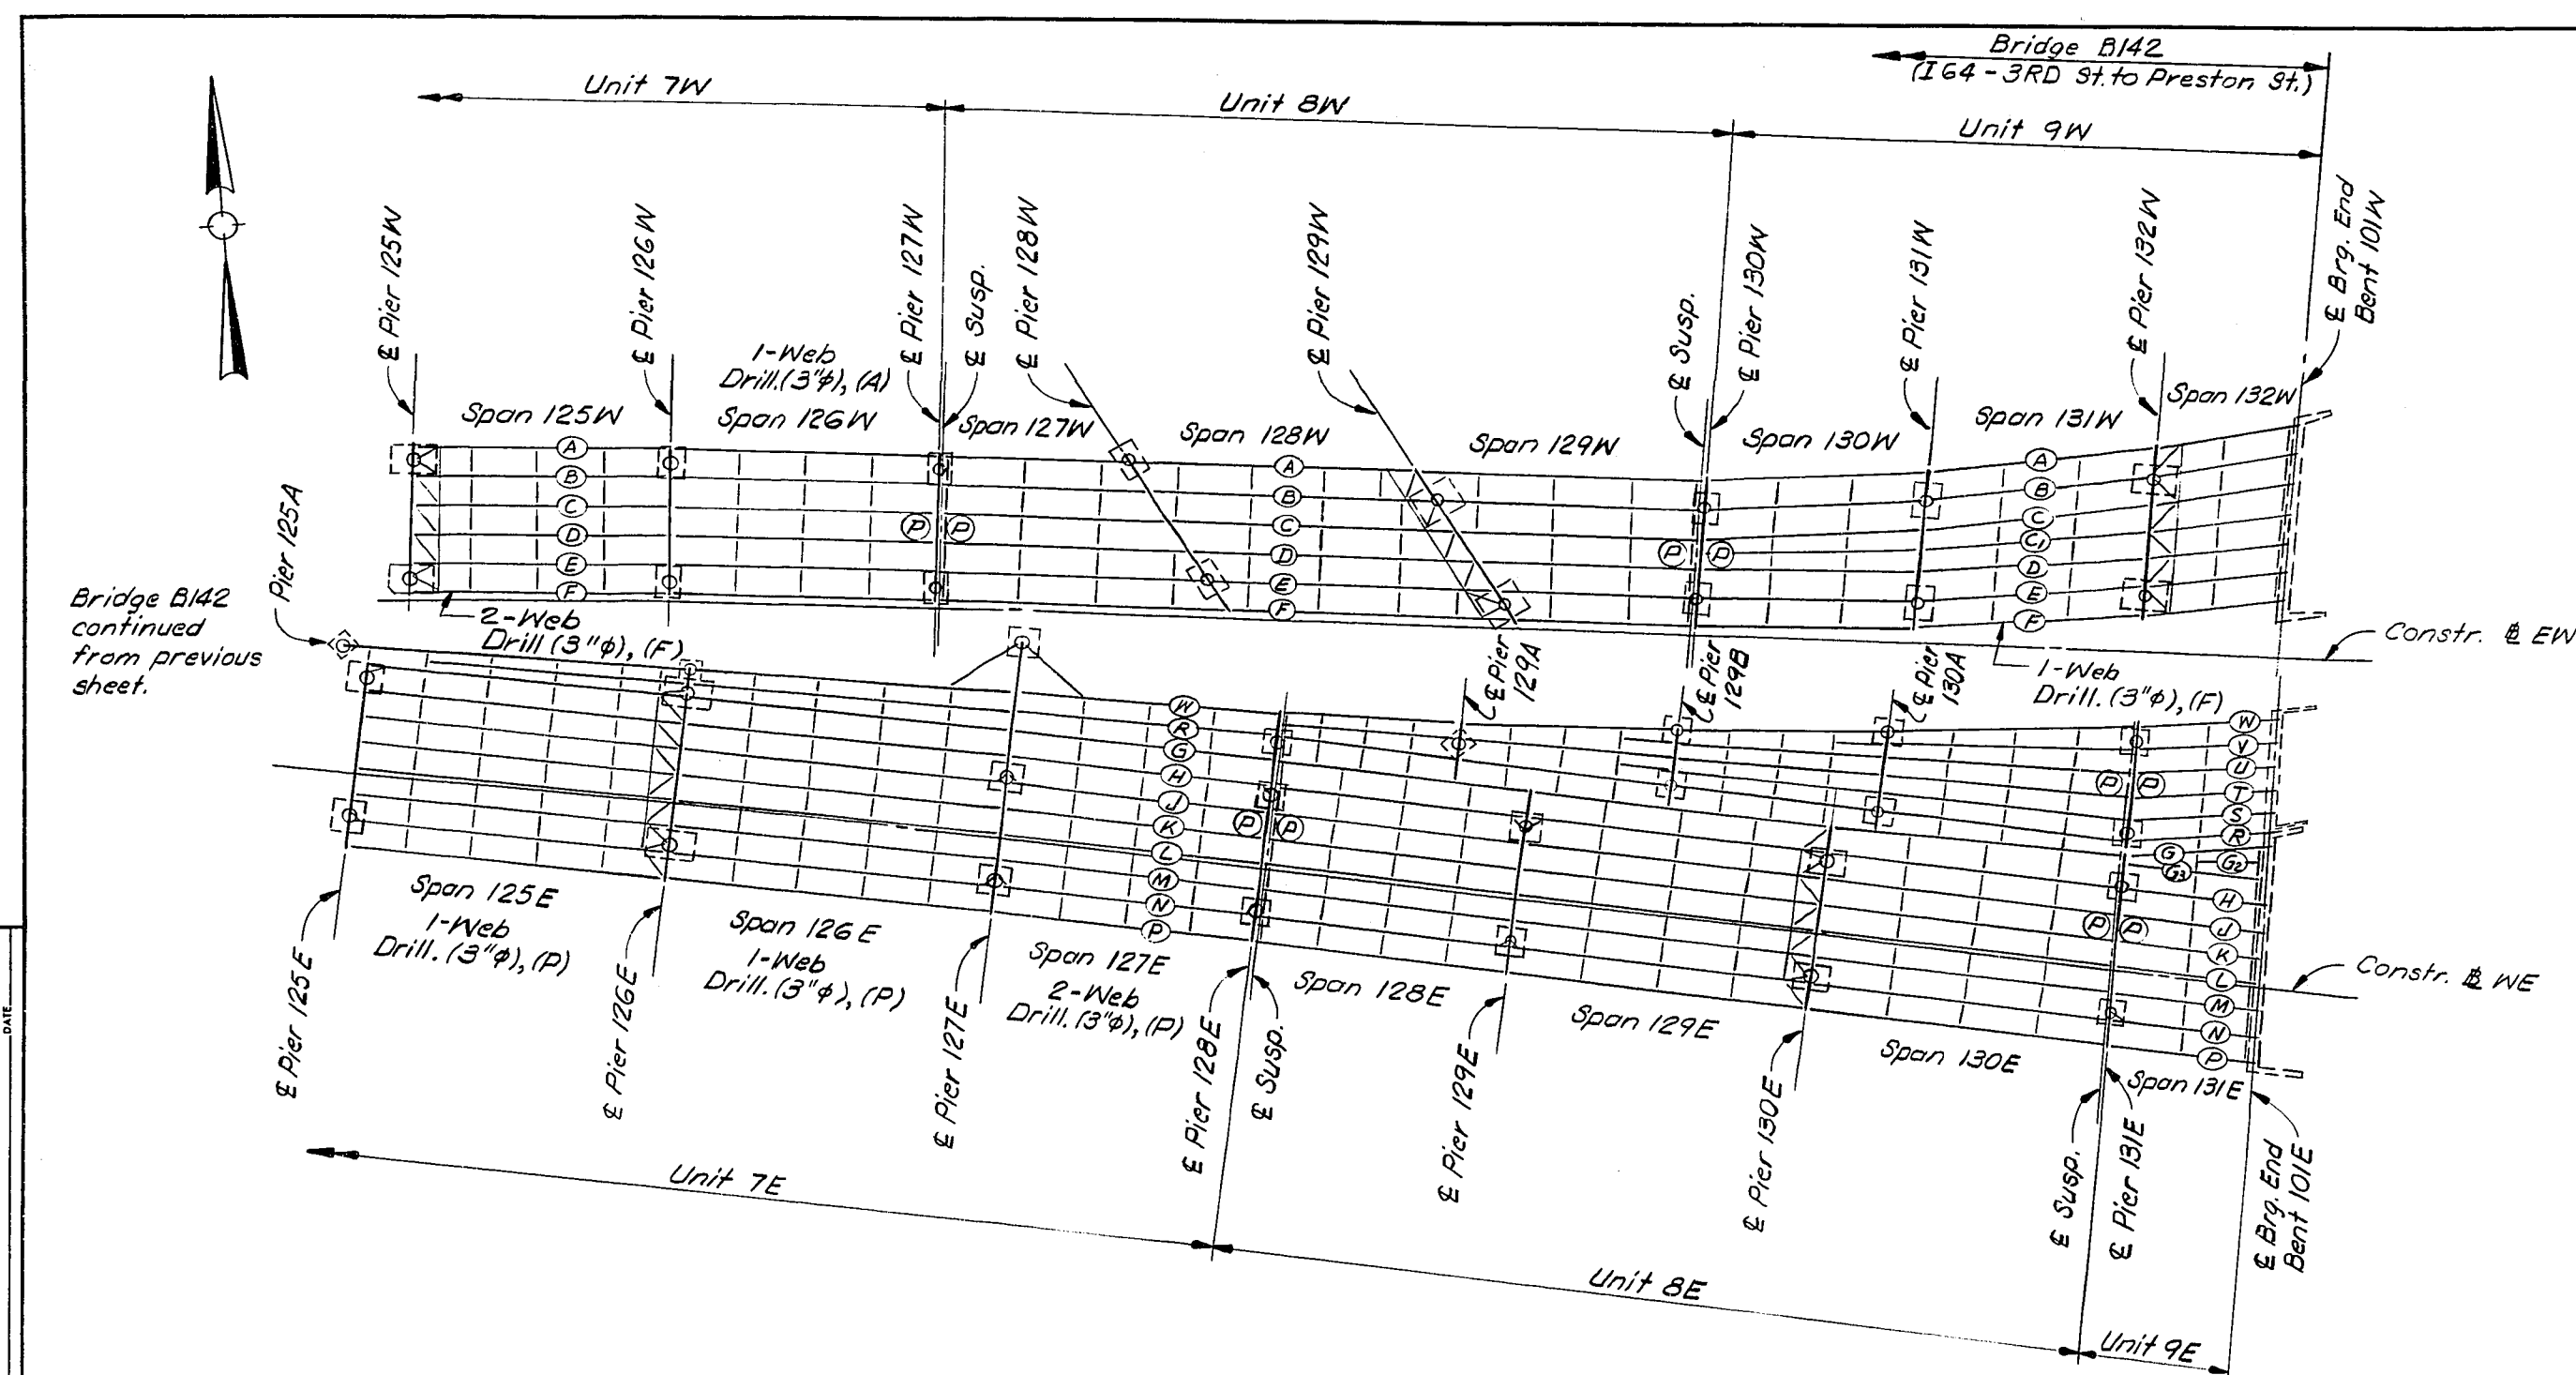 Bridge B142
(I64-3RD St. to Preston St.)
Unit 7W
Unit 8W
Unit 9W
℄ Pier 125W
℄ Pier 126W
℄ Pier 127W
℄ Susp.
℄ Pier 128W
℄ Pier 129W
℄ Susp.
℄ Pier 130W
℄ Pier 131W
℄ Pier 132W
℄ Brg. End
Bent 101W
1-Web
Drill.(3"φ), (A)
Span 125W
Span 126W
Span 127W
Span 128W
Span 129W
Span 130W
Span 131W
Span 132W
A
B
C
D
E
F
P P
A
B
C
D
E
F
P P
A
B
C
C1
D
E
F
Pier 125A
Bridge B142
continued
from previous
sheet.
2-Web
Drill (3"φ), (F)
℄ Pier
129A
℄ Pier
129B
℄ Pier
130A
1-Web
Drill.(3"φ), (F)
Constr. ℄ EW
W
R
G
H
J
K
L
M
N
P
P P
W
V
U
T
S
R
P P
G
G2
G3
H
J
K
L
M
N
P
P P
Constr. ℄ WE
Span 125E
1-Web
Drill.(3"φ), (P)
Span 126E
1-Web
Drill.(3"φ), (P)
Span 127E
2-Web
Drill.(3"φ), (P)
Span 128E
Span 129E
Span 130E
Span 131E
℄ Pier 125E
℄ Pier 126E
℄ Pier 127E
℄ Pier 128E
℄ Susp.
℄ Pier 129E
℄ Pier 130E
℄ Susp.
℄ Pier 131E
℄ Brg. End
Bent 101E
Unit 7E
Unit 8E
Unit 9E
DATE